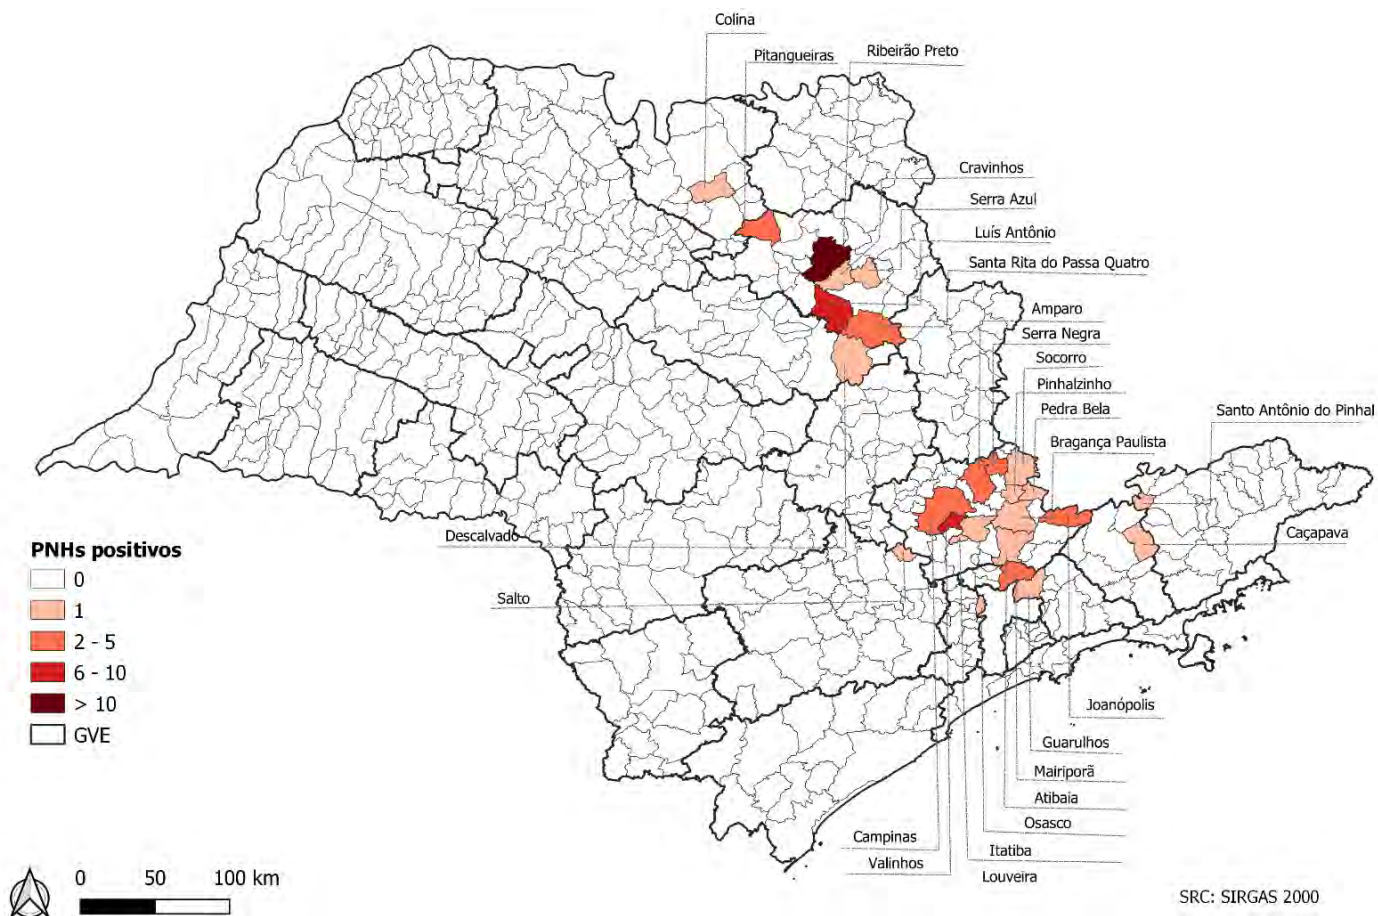 Colina
Pitangueiras
Ribeirão Preto
Cravinhos
Serra Azul
Luís Antônio
Santa Rita do Passa Quatro
Amparo
Serra Negra
Socorro
Pinhalzinho
Pedra Bela
Santo Antônio do Pinhal
Bragança Paulista
Descalvado
Caçapava
PNHs positivos
0
1
2 - 5
6 - 10
> 10
GVE
Salto
Joanópolis
Guarulhos
Mairiporã
Atibaia
Osasco
Campinas
Itatiba
Valinhos
Louveira
0 50 100 km
SRC: SIRGAS 2000